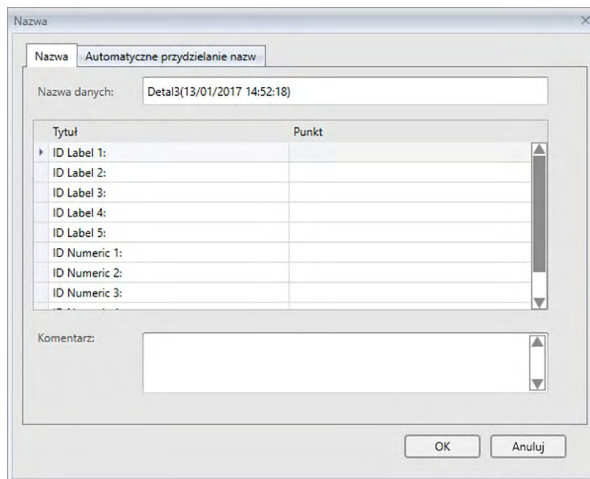 Nazwa
Nazwa Automatyczne przydzielanie nazw
Nazwa danych: Detal3(13/01/2017 14:52:18)
Tytuł Punkt
ID Label 1:
ID Label 2:
ID Label 3:
ID Label 4:
ID Label 5:
ID Numeric 1:
ID Numeric 2:
ID Numeric 3:
Komentarz:
OK Anuluj